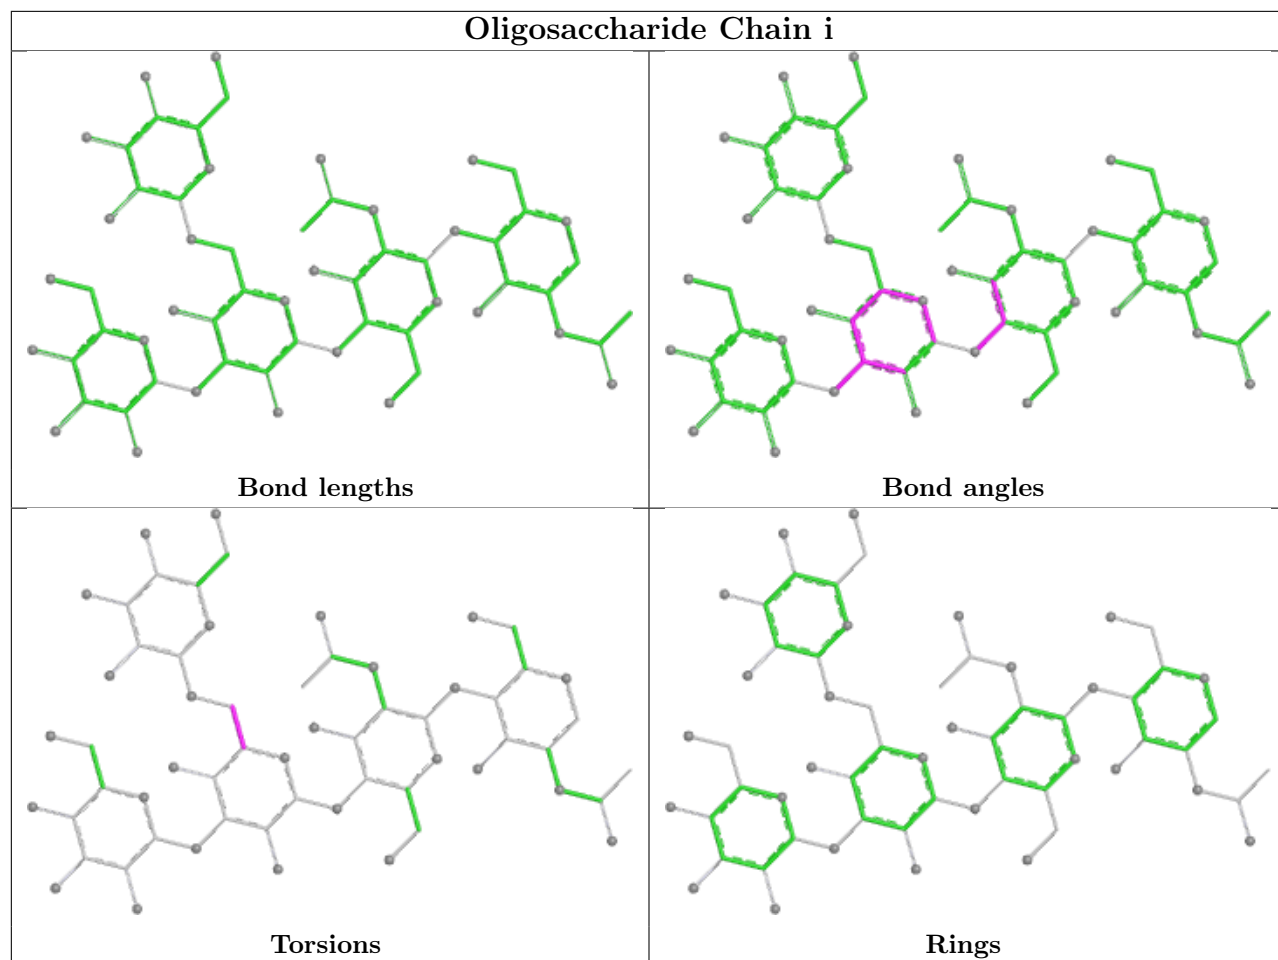 Oligosaccharide Chain i
Bond lengths
Bond angles
Torsions
Rings